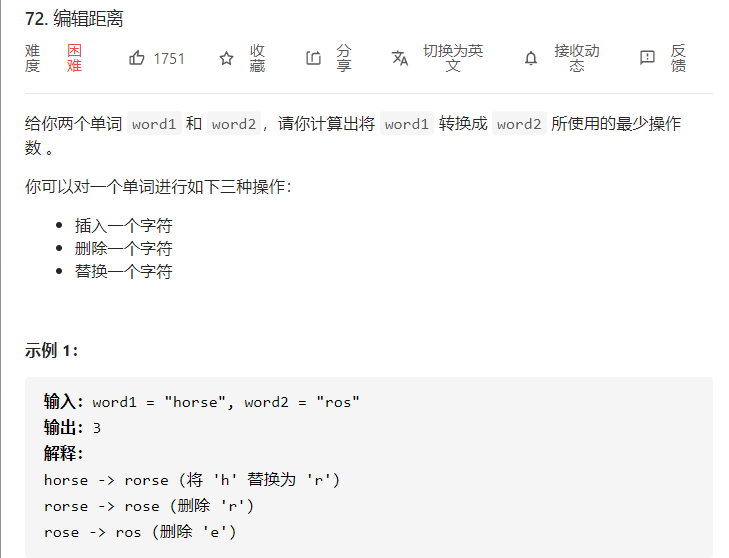 72. 编辑距离
难度 困难 1751 收藏 分享 切换为英文 接收动态 反馈
给你两个单词 word1 和 word2，请你计算出将 word1 转换成 word2 所使用的最少操作
数 。
你可以对一个单词进行如下三种操作：
• 插入一个字符
• 删除一个字符
• 替换一个字符
示例 1：
输入：word1 = "horse", word2 = "ros"
输出：3
解释：
horse -> rorse (将 'h' 替换为 'r')
rorse -> rose (删除 'r')
rose -> ros (删除 'e')